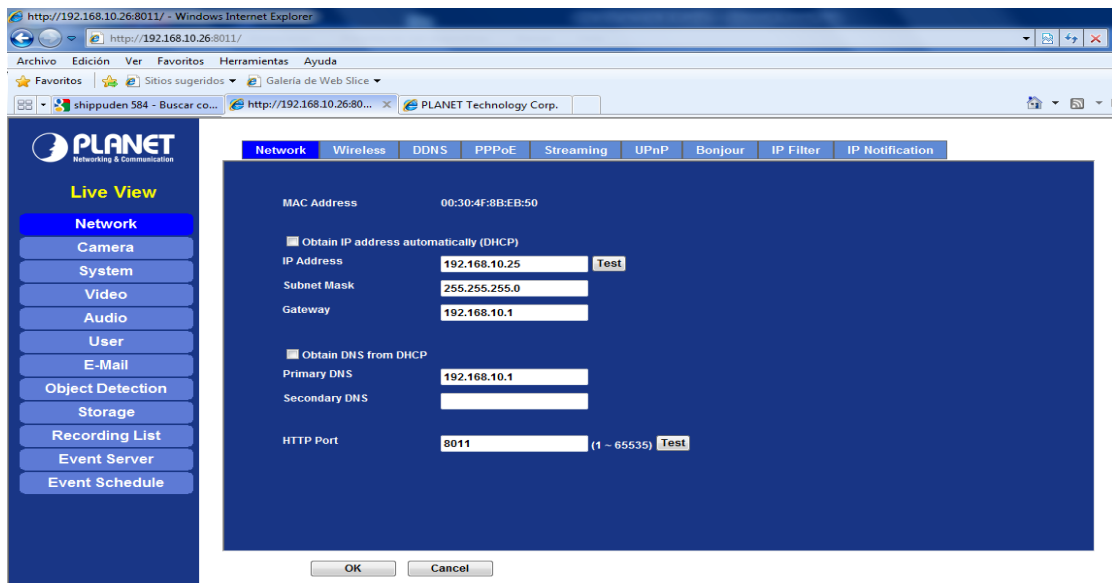 http://192.168.10.26:8011/ - Windows Internet Explorer
http://192.168.10.26:8011/
Archivo Edición Ver Favoritos Herramientas Ayuda
Favoritos Sitios sugeridos Galería de Web Slice
shippuden 584 - Buscar co... http://192.168.10.26:80... PLANET Technology Corp.
PLANET
Networking & Communication
Live View
Network
Camera
System
Video
Audio
User
E-Mail
Object Detection
Storage
Recording List
Event Server
Event Schedule
Network Wireless DDNS PPPoE Streaming UPnP Bonjour IP Filter IP Notification
MAC Address 00:30:4F:8B:EB:50
Obtain IP address automatically (DHCP)
IP Address 192.168.10.25 Test
Subnet Mask 255.255.255.0
Gateway 192.168.10.1
Obtain DNS from DHCP
Primary DNS 192.168.10.1
Secondary DNS
HTTP Port 8011 (1 ~ 65535) Test
OK Cancel